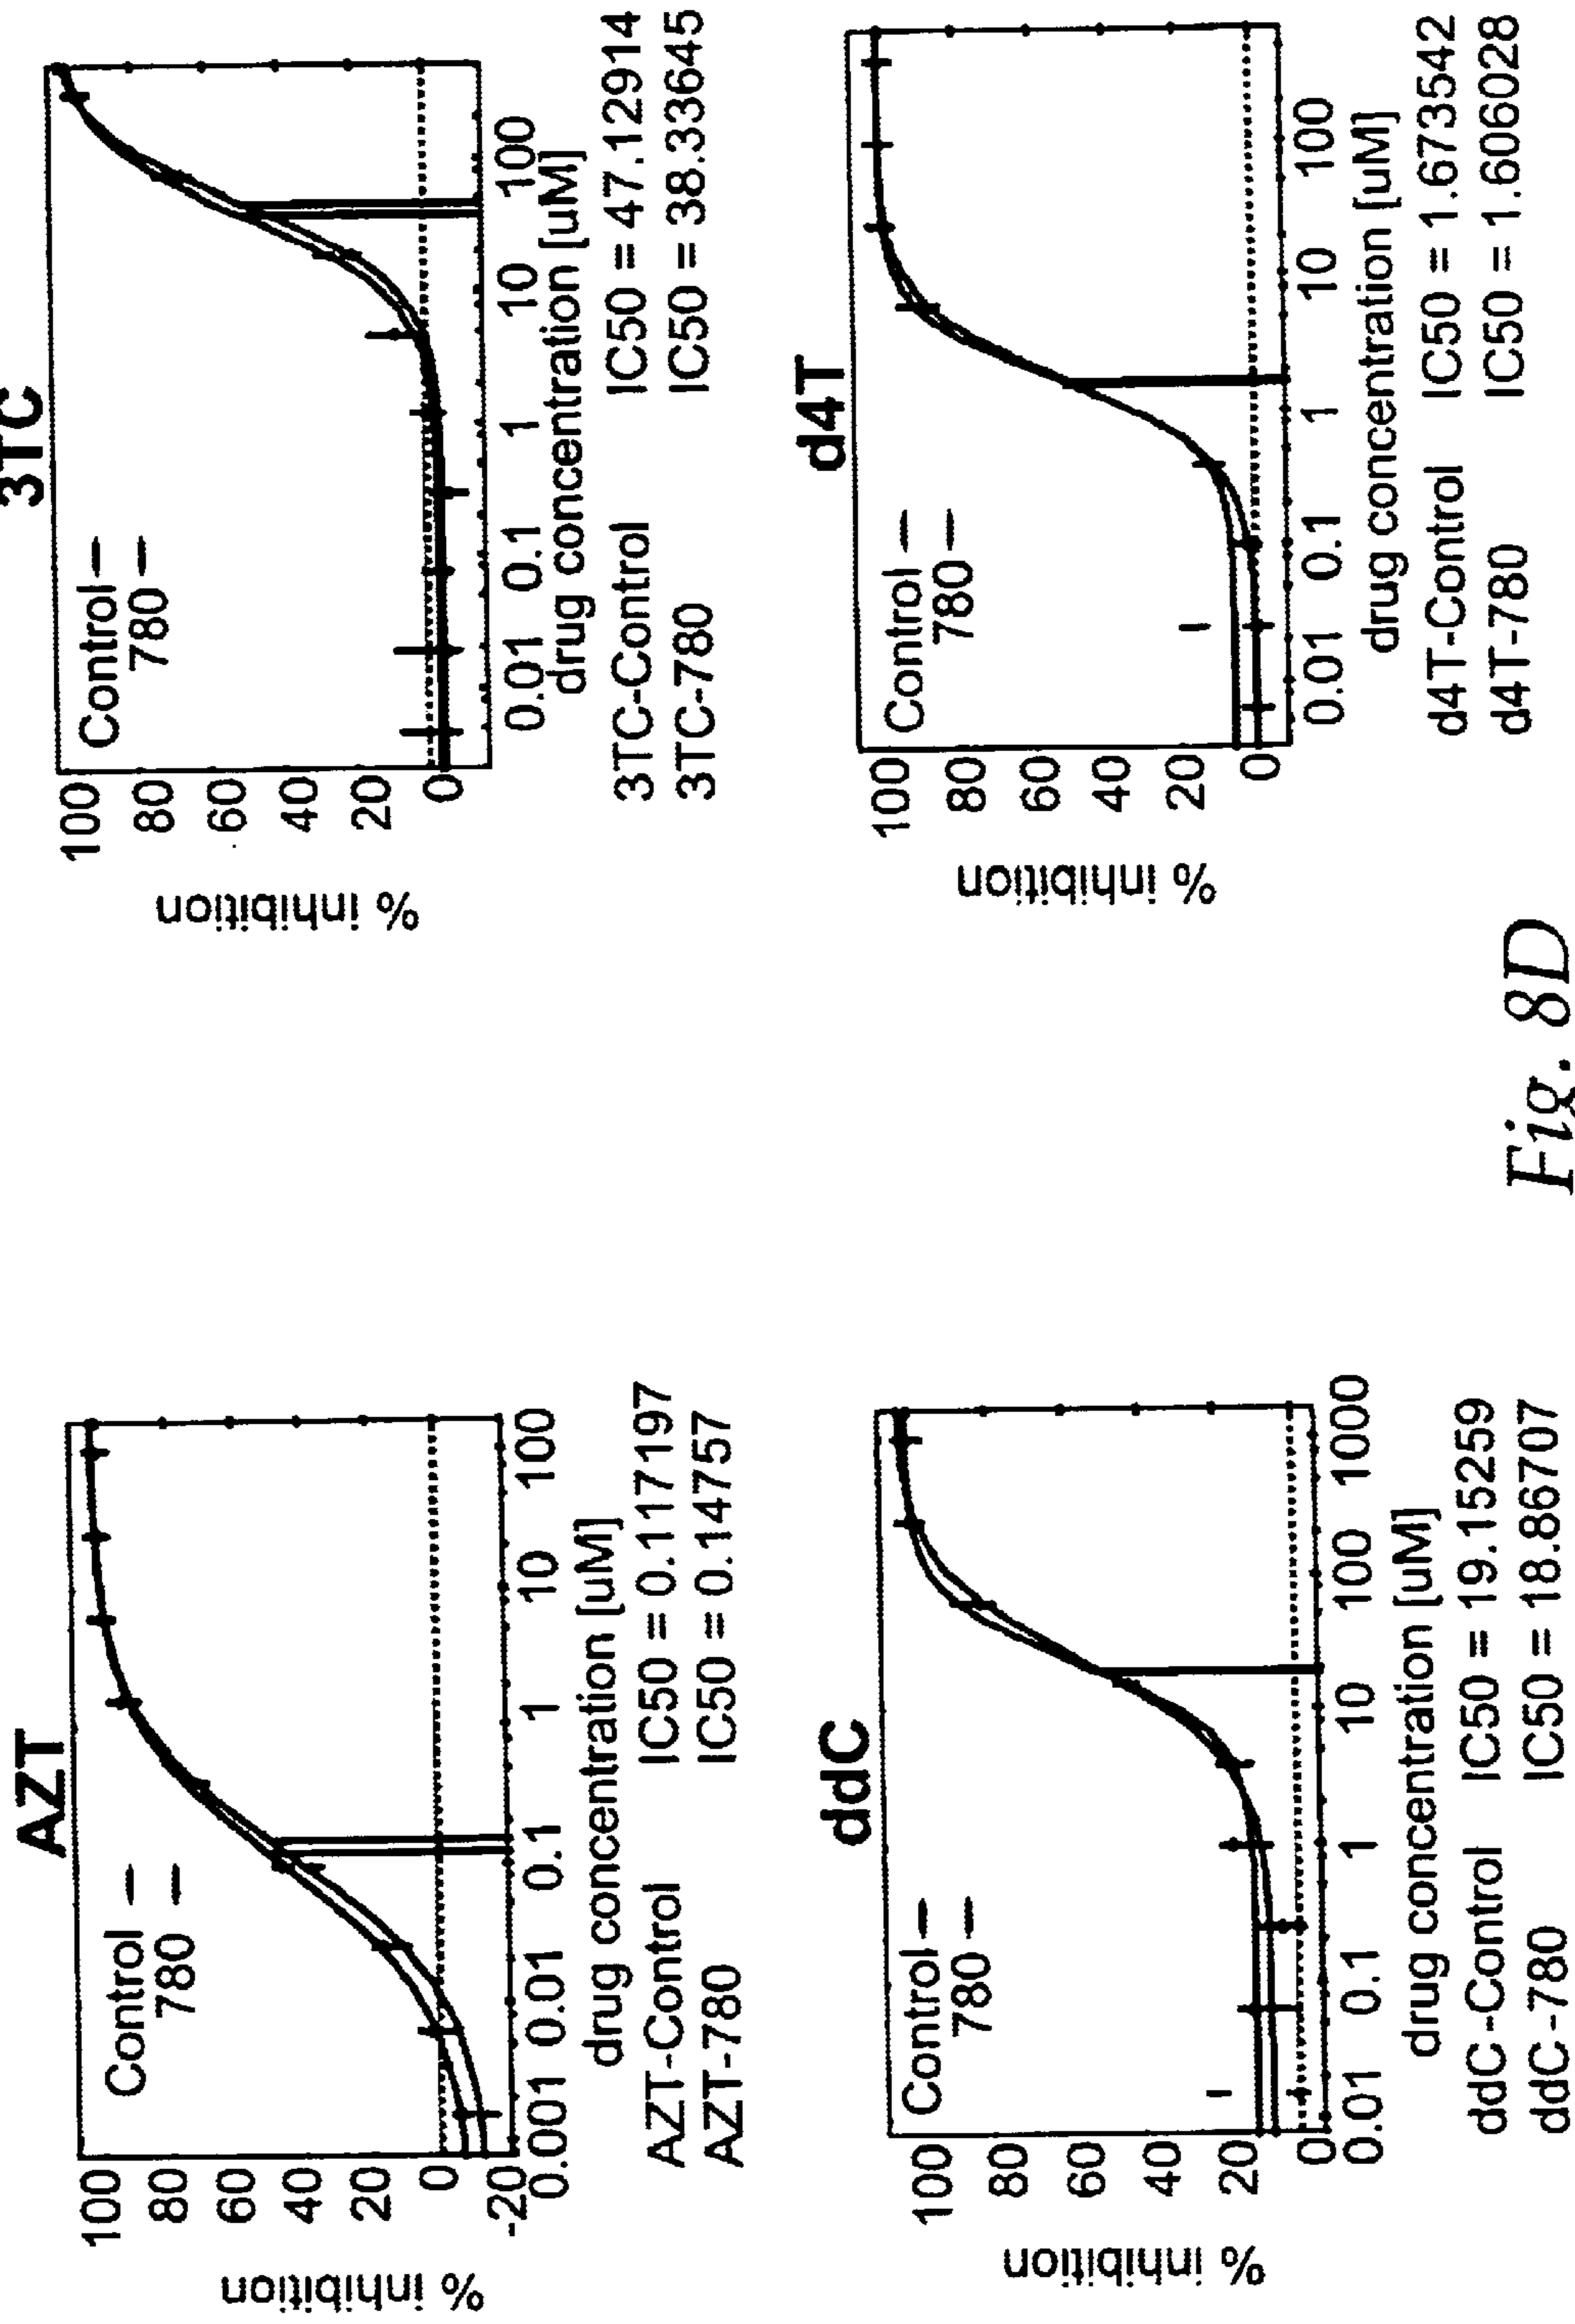 AZT
% inhibition
100
80
60
40
20
0
-20
Control
780
0.001 0.01 0.1 1 10 100
drug concentration [uM]
AZT-Control IC50 = 0.117197
AZT-780 IC50 = 0.14757
3TC
% inhibition
100
80
60
40
20
0
Control
780
0.01 0.1 1 10 100
drug concentration [uM]
3TC-Control IC50 = 47.12914
3TC-780 IC50 = 38.33645
ddC
% inhibition
100
80
60
40
20
0
Control
780
0.01 0.1 1 10 100 1000
drug concentration [uM]
ddC-Control IC50 = 19.15259
ddC-780 IC50 = 18.86707
d4T
% inhibition
100
80
60
40
20
0
Control
780
0.01 0.1 1 10 100
drug concentration [uM]
d4T-Control IC50 = 1.673542
d4T-780 IC50 = 1.606028
Fig. 8D